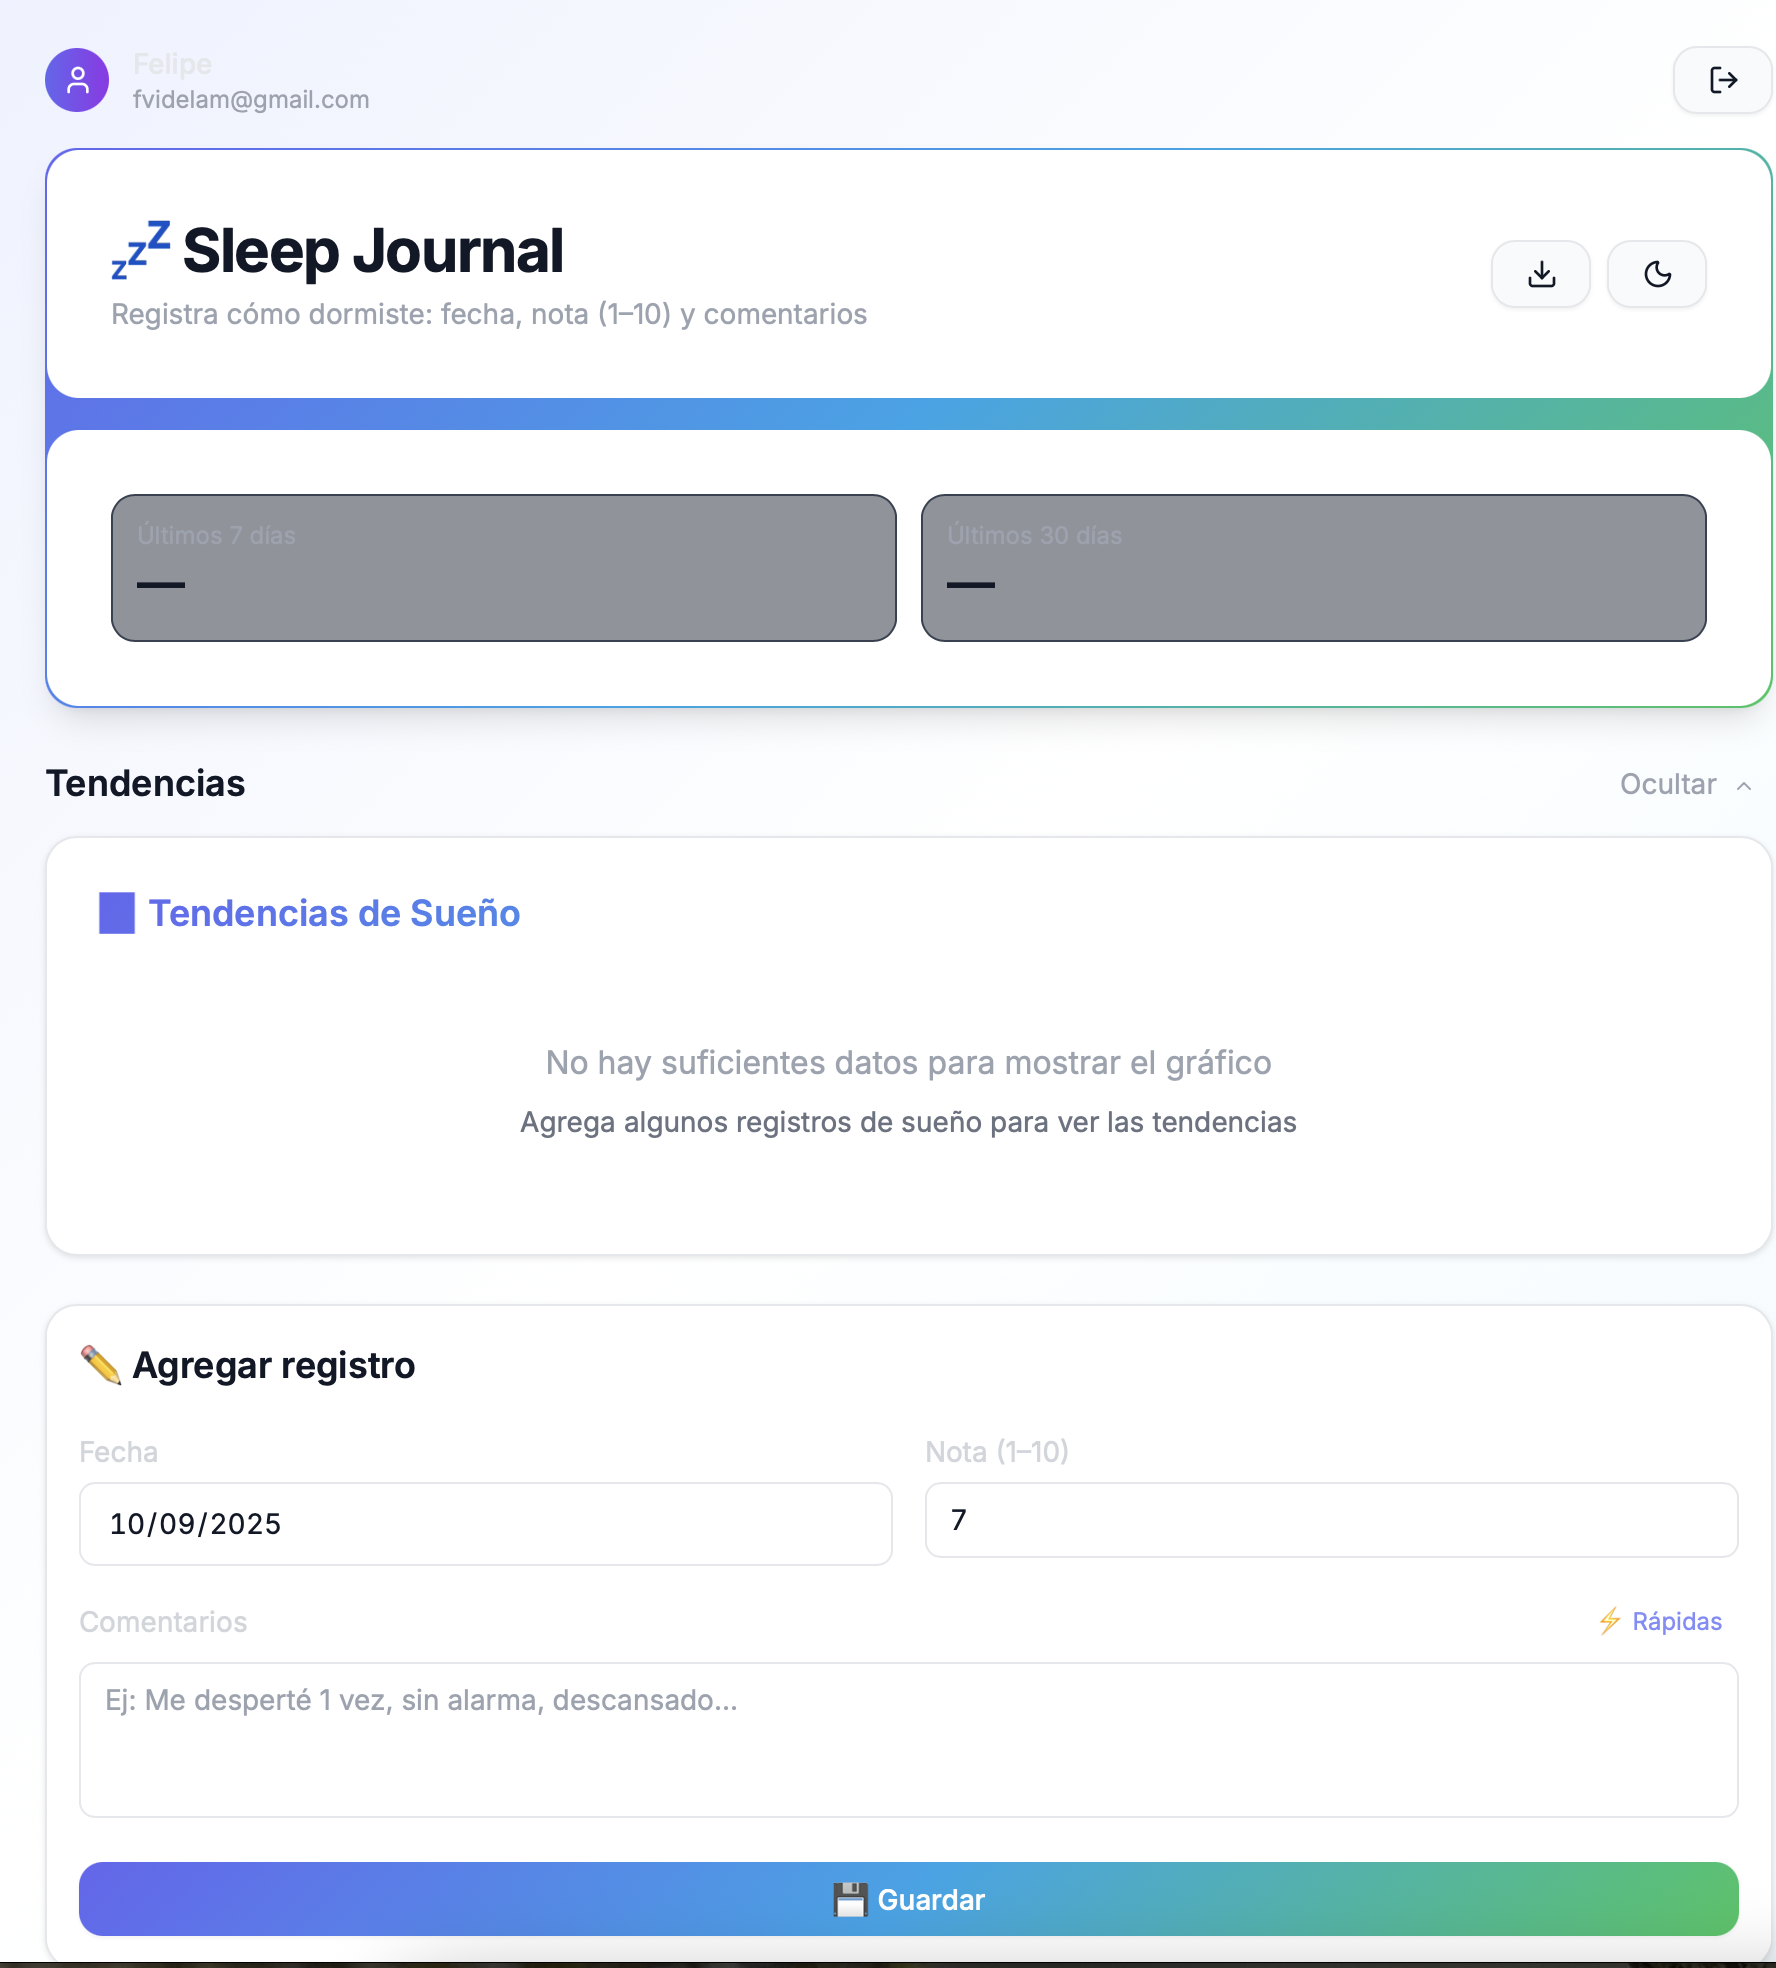 Felipe
fvidelam@gmail.com
zzZ Sleep Journal
Registra cómo dormiste: fecha, nota (1–10) y comentarios
Últimos 7 días
Últimos 30 días
—
—
Tendencias
Ocultar
Tendencias de Sueño
No hay suficientes datos para mostrar el gráfico
Agrega algunos registros de sueño para ver las tendencias
✏️ Agregar registro
Fecha
Nota (1–10)
10/09/2025
7
Comentarios
⚡ Rápidas
Ej: Me desperté 1 vez, sin alarma, descansado...
💾 Guardar